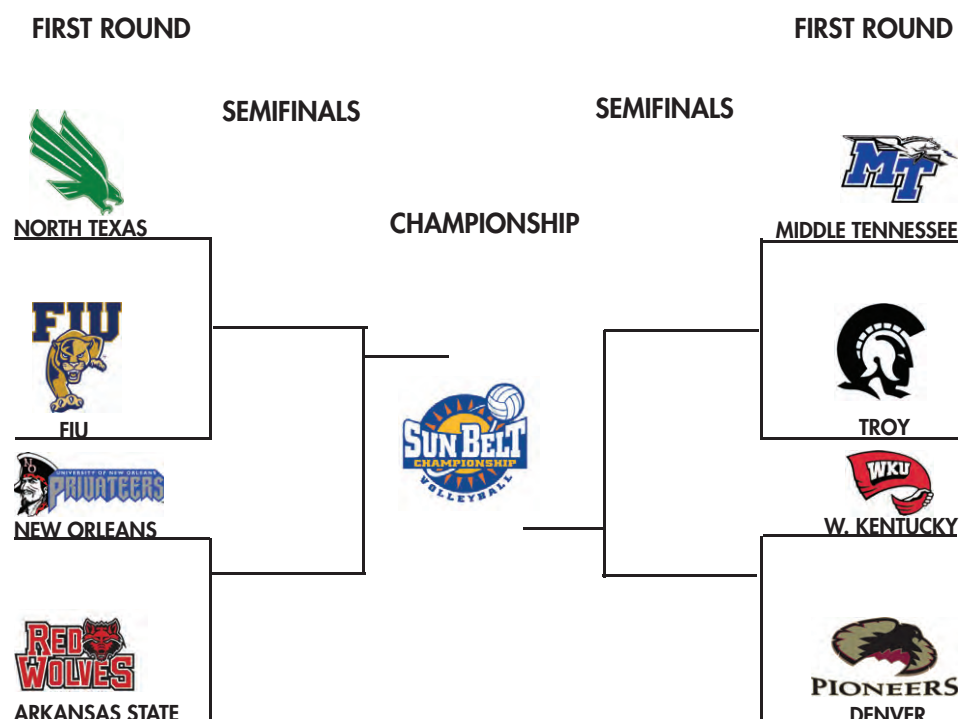 FIRST ROUND
FIRST ROUND
SEMIFINALS
SEMIFINALS
NORTH TEXAS
CHAMPIONSHIP
MT
MIDDLE TENNESSEE
FIU
FIU
TROY
SUN BELT
CHAMPIONSHIP
VOLLEYBALL
NO
UNIVERSITY OF NEW ORLEANS
PRIVATEERS
NEW ORLEANS
WKU
W. KENTUCKY
RED
WOLVES
ARKANSAS STATE
PIONEERS
DENVER